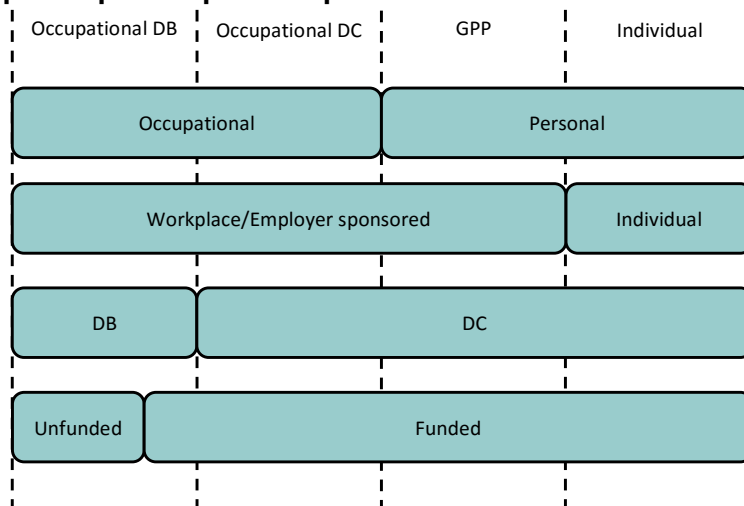 Occupational DB Occupational DC GPP Individual
Occupational Personal
Workplace/Employer sponsored Individual
DB DC
Unfunded Funded